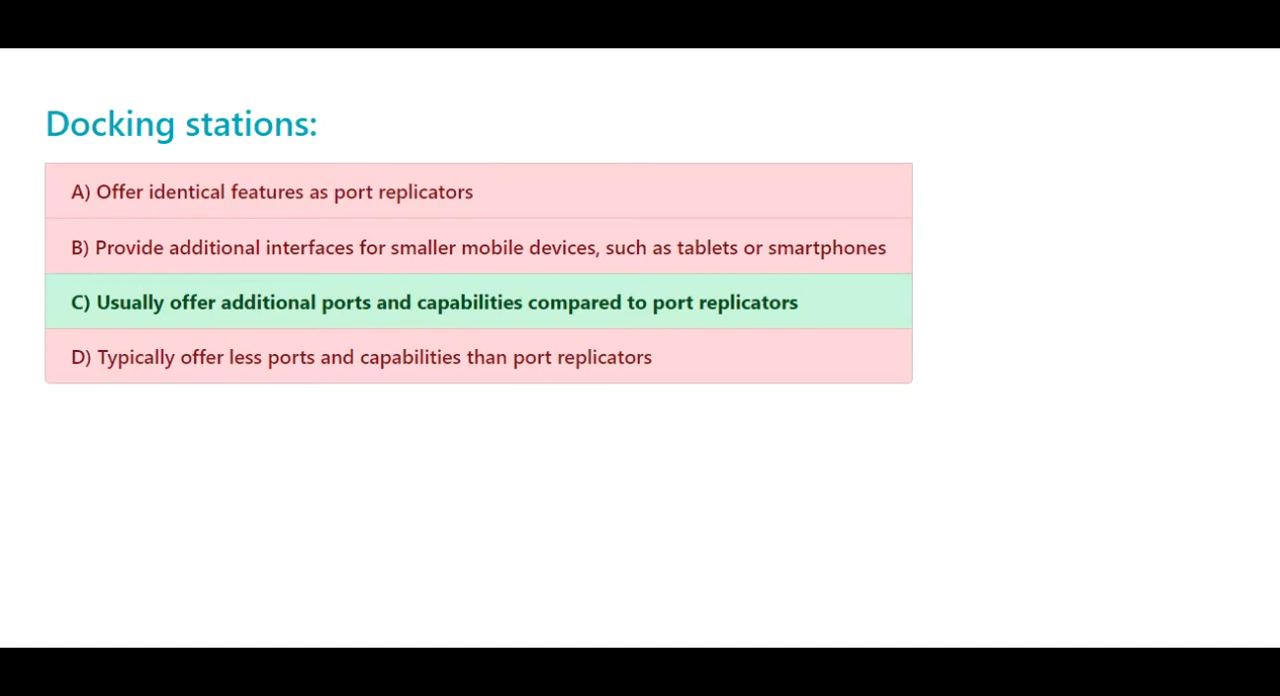 Docking stations:
A) Offer identical features as port replicators
B) Provide additional interfaces for smaller mobile devices, such as tablets or smartphones
C) Usually offer additional ports and capabilities compared to port replicators
D) Typically offer less ports and capabilities than port replicators